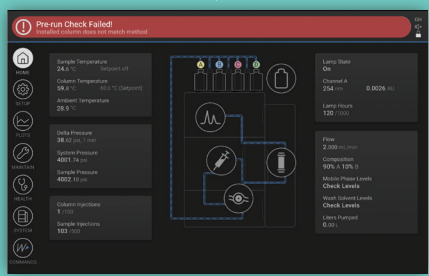 Pre-run Check Failed!
Installed column does not match method
HOME
SETUP
PLOTS
MAINTAIN
HEALTH
SYSTEM
COMMANDS
Sample Temperature
24.6 °C Setpoint off
Column Temperature
59.8 °C 60.0 °C (Setpoint)
Ambient Temperature
28.9 °C
Delta Pressure
38.62 psi, 1 min
System Pressure
4001.74 psi
Sample Pressure
4002.10 psi
Column Injections
1 /100
Sample Injections
103 /500
A B C D
Lamp State
On
Channel A
254 nm 0.0026 AU
Lamp Hours
120 /1000
Flow
2.000 mL/min
Composition
90% A 10% B
Mobile Phase Levels
Check Levels
Wash Solvent Levels
Check Levels
Liters Pumped
0.00 L